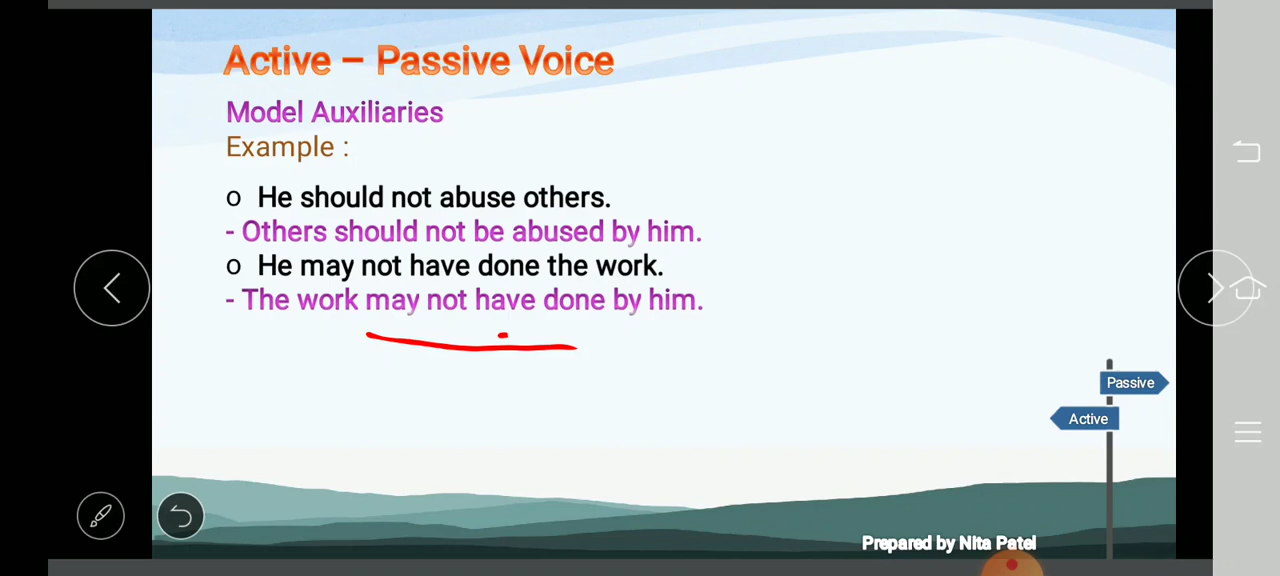 Active – Passive Voice
Model Auxiliaries
Example :
o He should not abuse others.
- Others should not be abused by him.
o He may not have done the work.
- The work may not have done by him.
Passive
Active
Prepared by Nita Patel